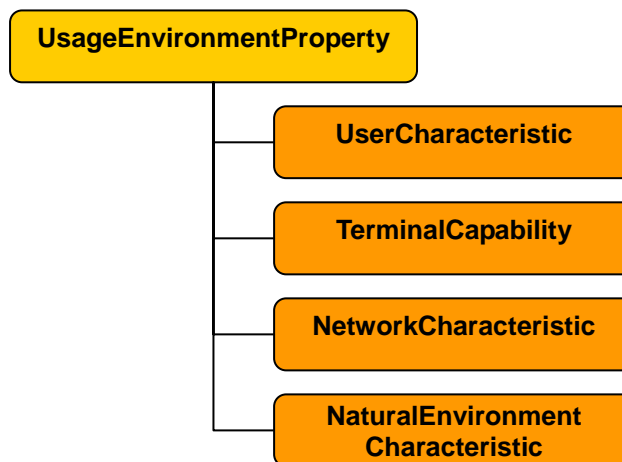 UsageEnvironmentProperty
UserCharacteristic
TerminalCapability
NetworkCharacteristic
NaturalEnvironment
Characteristic